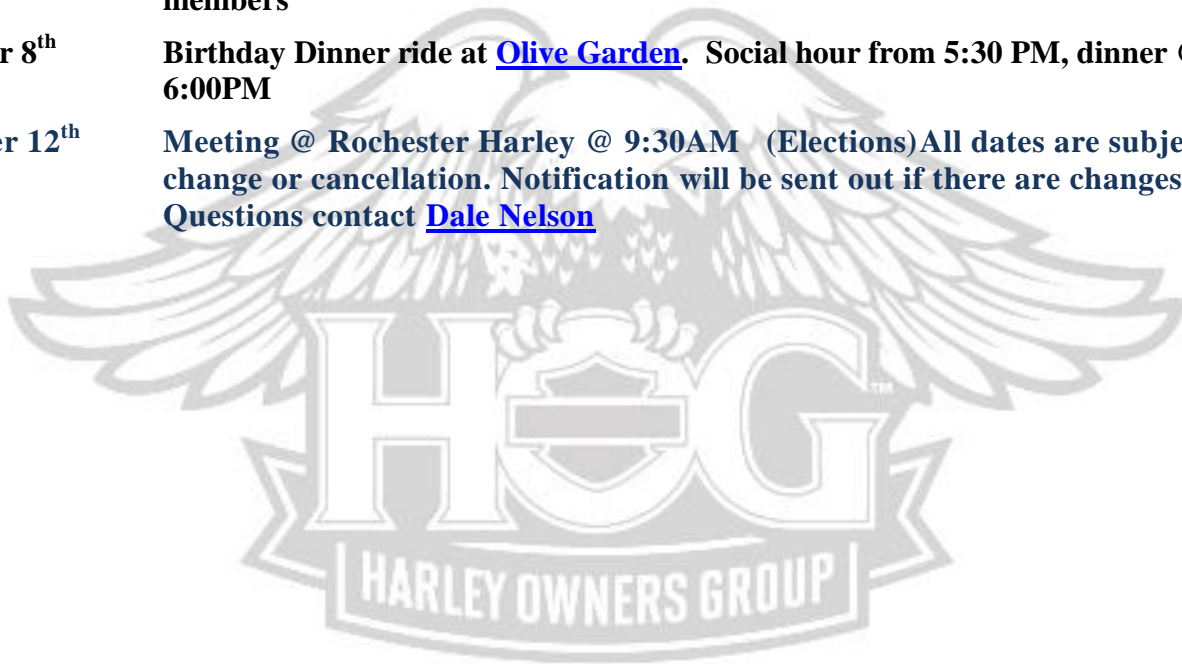 members
r 8th Birthday Dinner ride at Olive Garden. Social hour from 5:30 PM, dinner
6:00PM
er 12th Meeting @ Rochester Harley @ 9:30AM (Elections)All dates are subje
change or cancellation. Notification will be sent out if there are changes
Questions contact Dale Nelson
HOG
TM
HARLEY OWNERS GROUP